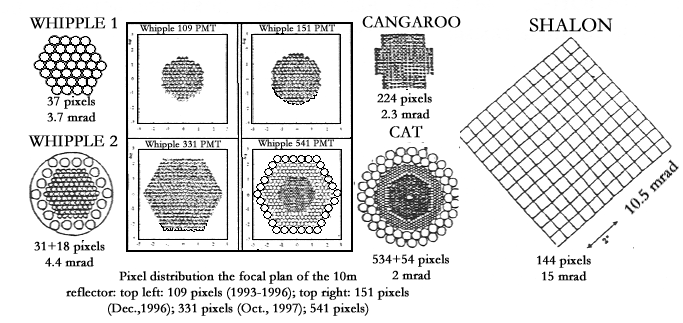 WHIPPLE 1
37 pixels
3.7 mrad
WHIPPLE 2
31+18 pixels
4.4 mrad
Whipple 109 PMT
Whipple 151 PMT
Whipple 331 PMT
Whipple 541 PMT
CANGAROO
224 pixels
2.3 mrad
CAT
534+54 pixels
2 mrad
SHALON
10.5 mrad
2°
144 pixels
15 mrad
Pixel distribution the focal plan of the 10m
reflector: top left: 109 pixels (1993-1996); top right: 151 pixels
(Dec.,1996); 331 pixels (Oct., 1997); 541 pixels)